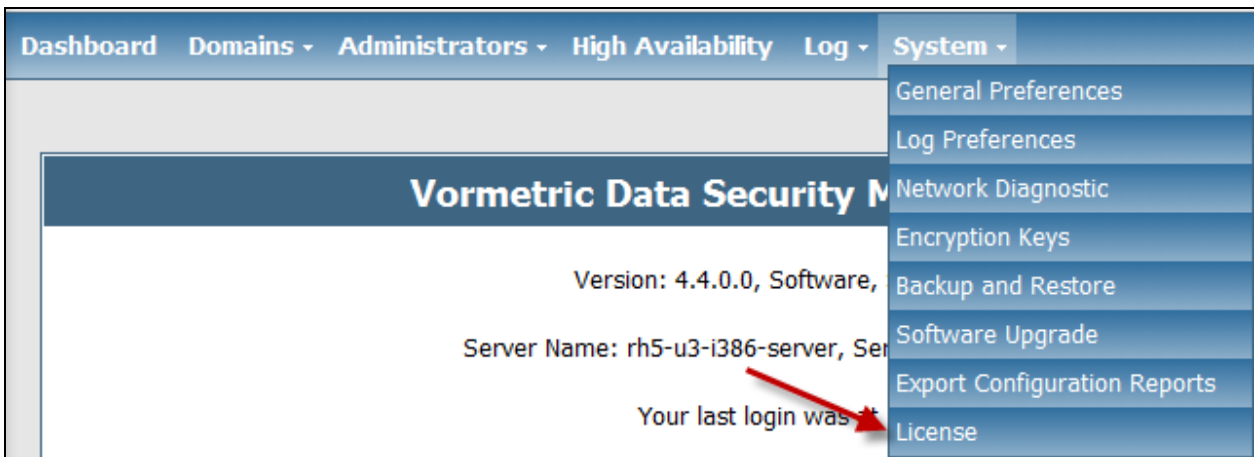 Dashboard Domains Administrators High Availability Log System
General Preferences
Log Preferences
Network Diagnostic
Vormetric Data Security
Encryption Keys
Version: 4.4.0.0, Software,
Backup and Restore
Software Upgrade
Server Name: rh5-u3-i386-server,
Export Configuration Reports
Your last login was at
License